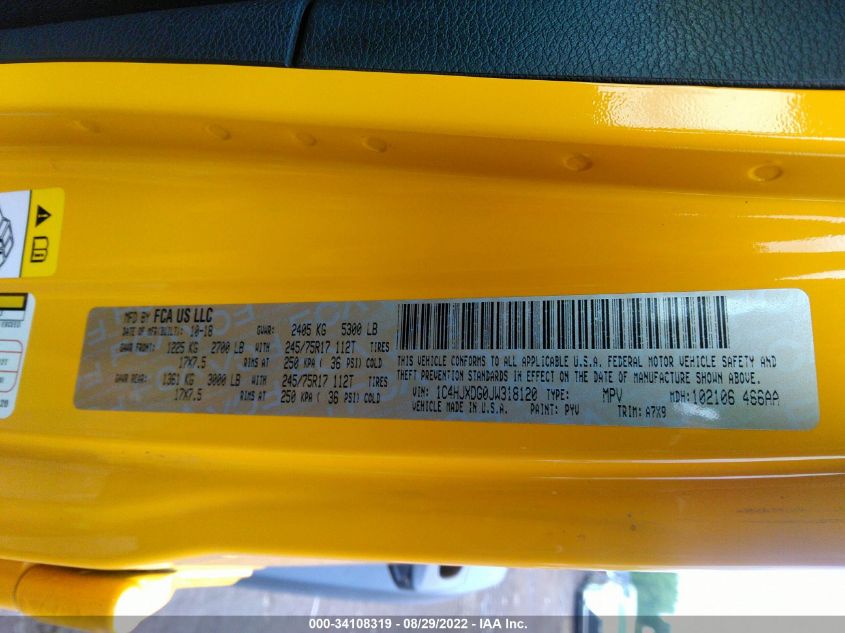 MFD BY FCA US LLC
DATE OF MFR(BUILT): 10-18 GVWR: 2405 KG 5300 LB
GAWR FRONT: 1225 KG 2700 LB WITH 245/75R17 112T TIRES
17X7.5 RIMS AT 250 KPA ( 36 PSI) COLD
GAWR REAR: 1361 KG 3000 LB WITH 245/75R17 112T TIRES
17X7.5 RIMS AT 250 KPA ( 36 PSI) COLD
THIS VEHICLE CONFORMS TO ALL APPLICABLE U.S.A. FEDERAL MOTOR VEHICLE SAFETY AND
THEFT PREVENTION STANDARDS IN EFFECT ON THE DATE OF MANUFACTURE SHOWN ABOVE.
VIN: 1C4HJXDG0JW318120 TYPE: MPV MDH: 102106 466AA
MADE IN U.S.A. PAINT: PYV TRIM: A7X9
000-34108319 - 08/29/2022 - IAA Inc.